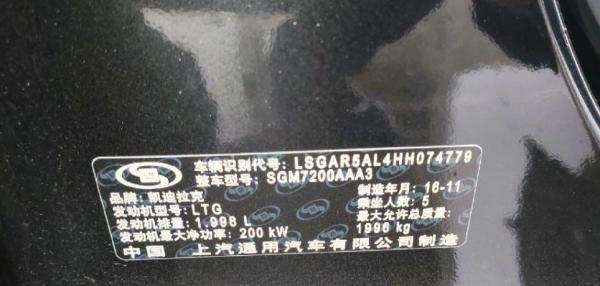 车辆识别代号: LSGAR5AL4HH074779
整车型号: SGM7200AAA3
品牌: 凯迪拉克 制造年月: 16-11
发动机型号: LTG 乘坐人数: 5
发动机排量: 1.998 L 最大允许总质量:
发动机最大净功率: 200 kW 1996 kg
中国 上汽通用汽车有限公司制造